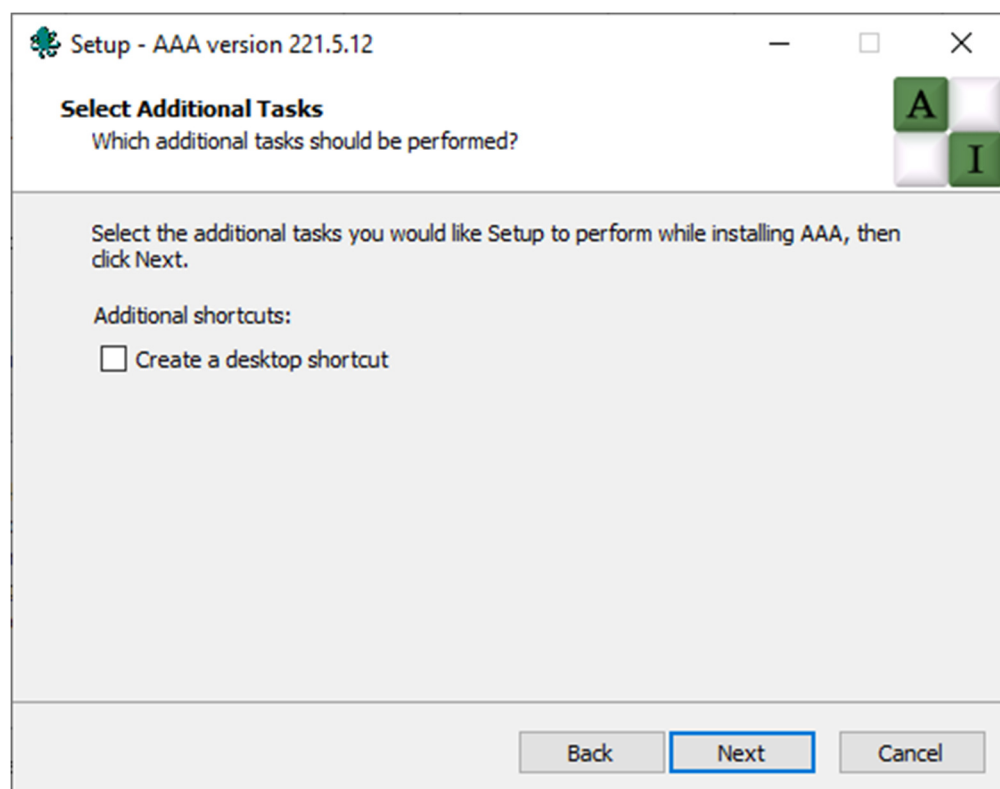 Setup - AAA version 221.5.12
Select Additional Tasks
Which additional tasks should be performed?
A
I
Select the additional tasks you would like Setup to perform while installing AAA, then
click Next.
Additional shortcuts:
Create a desktop shortcut
Back
Next
Cancel